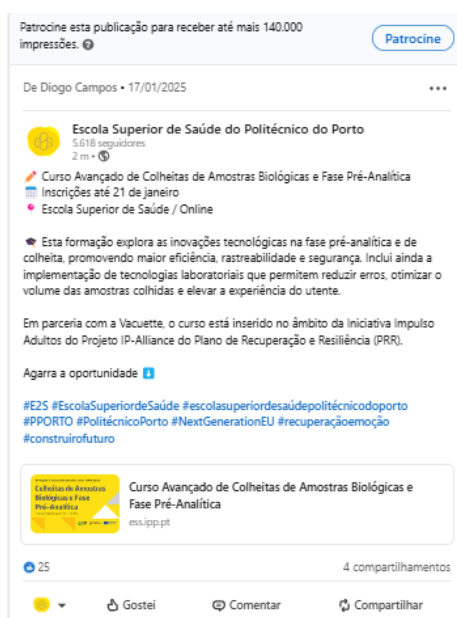 Patrocine esta publicação para receber até mais 140.000
impressões.
Patrocine
De Diogo Campos • 17/01/2025
Escola Superior de Saúde do Politécnico do Porto
5.618 seguidores
2 m •
Curso Avançado de Colheitas de Amostras Biológicas e Fase Pré-Analítica
Inscrições até 21 de janeiro
Escola Superior de Saúde / Online
Esta formação explora as inovações tecnológicas na fase pré-analítica e de
colheita, promovendo maior eficiência, rastreabilidade e segurança. Inclui ainda a
implementação de tecnologias laboratoriais que permitem reduzir erros, otimizar o
volume das amostras colhidas e elevar a experiência do utente.
Em parceria com a Vacuette, o curso está inserido no âmbito da Iniciativa Impulso
Adultos do Projeto IP-Alliance do Plano de Recuperação e Resiliência (PRR).
Agarra a oportunidade
#E2S #EscolaSuperiordeSaúde #escolasuperiordesaúdepolitécnicodoporto
#PPORTO #PolitécnicoPorto #NextGenerationEU #recuperaçãoemoção
#construirofuturo
Colheitas de Amostras
Biológicas e Fase
Pré-Analítica
Curso Avançado de Colheitas de Amostras Biológicas e
Fase Pré-Analítica
ess.ipp.pt
25
4 compartilhamentos
Gostei
Comentar
Compartilhar